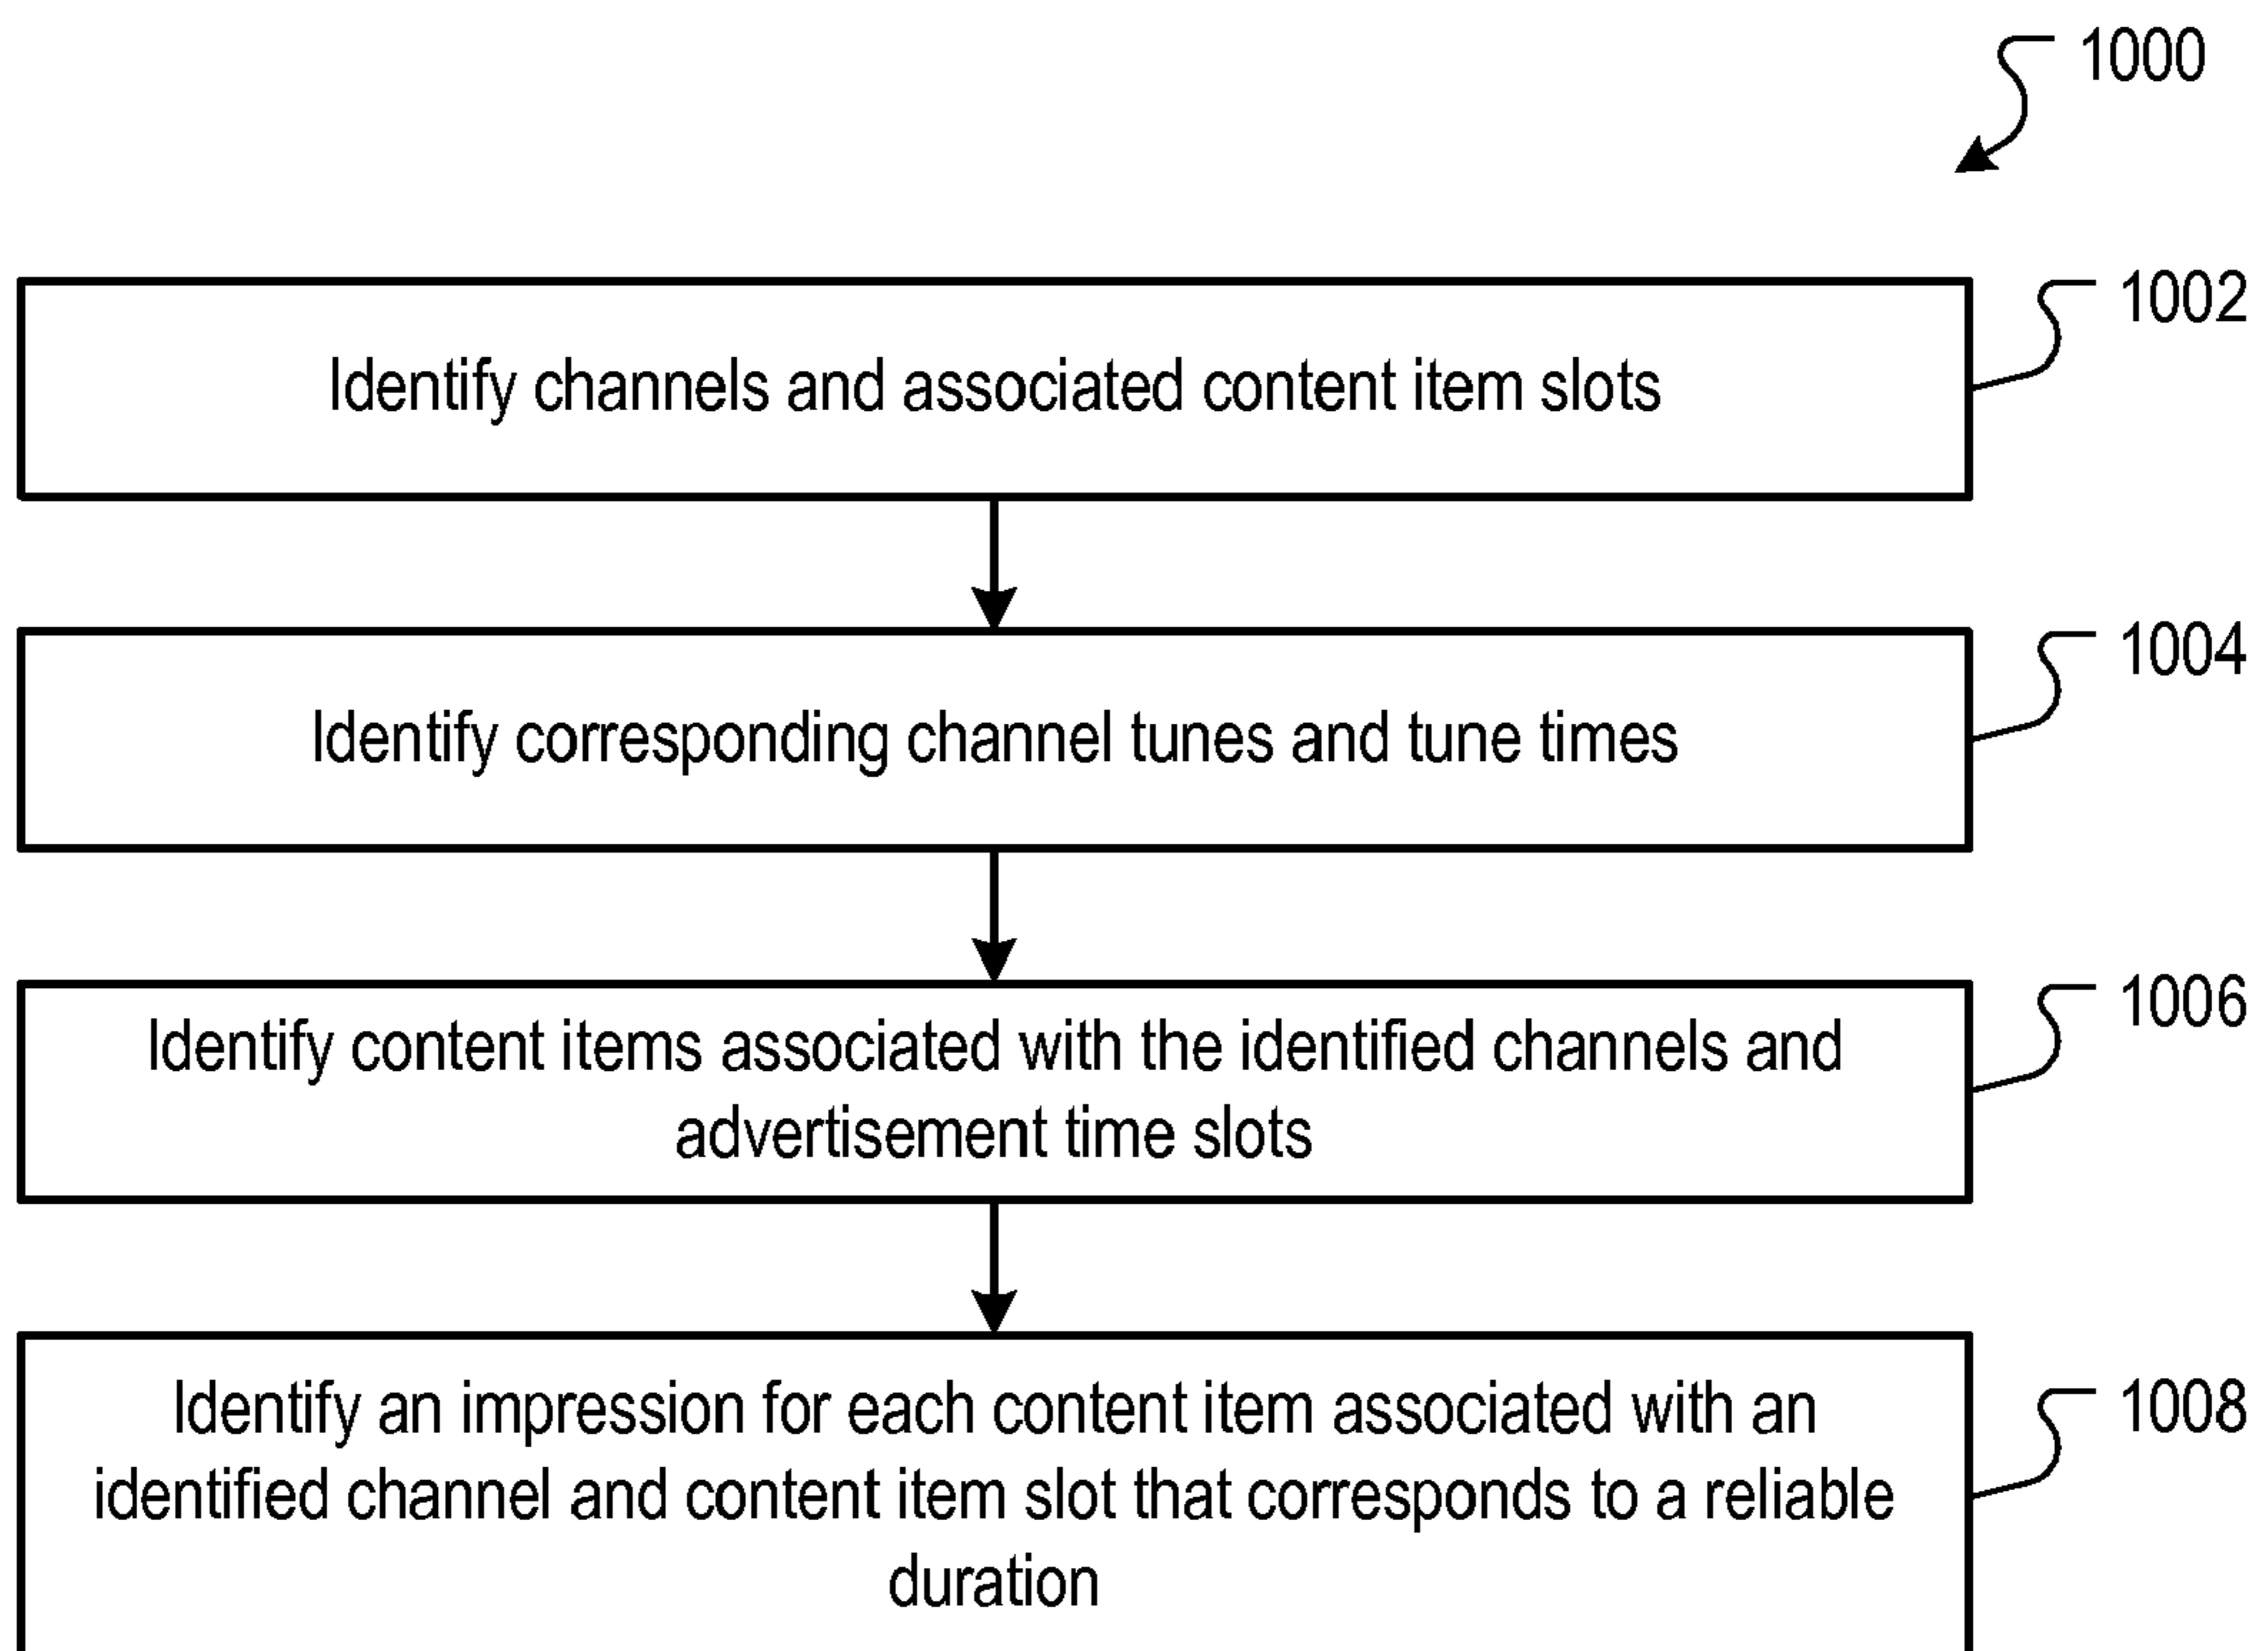 1000
1002
Identify channels and associated content item slots
1004
Identify corresponding channel tunes and tune times
1006
Identify content items associated with the identified channels and
advertisement time slots
1008
Identify an impression for each content item associated with an
identified channel and content item slot that corresponds to a reliable
duration